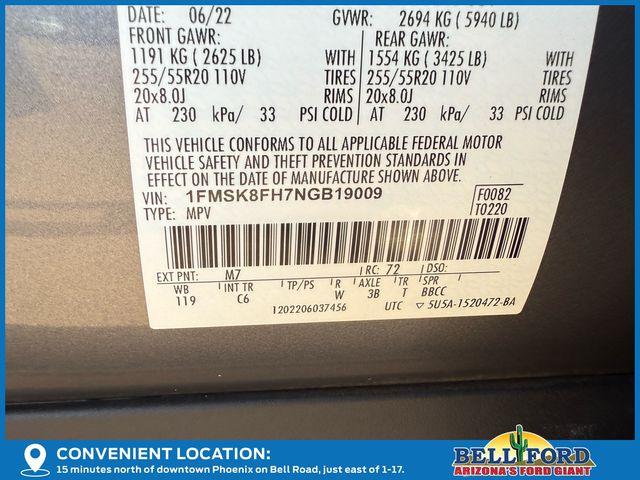 DATE: 06/22 GVWR: 2694 KG ( 5940 LB)
FRONT GAWR: REAR GAWR:
1191 KG ( 2625 LB) WITH 1554 KG ( 3425 LB) WITH
255/55R20 110V TIRES 255/55R20 110V TIRES
20x8.0J RIMS 20x8.0J RIMS
AT 230 kPa/ 33 PSI COLD AT 230 kPa/ 33 PSI COLD
THIS VEHICLE CONFORMS TO ALL APPLICABLE FEDERAL MOTOR
VEHICLE SAFETY AND THEFT PREVENTION STANDARDS IN
EFFECT ON THE DATE OF MANUFACTURE SHOWN ABOVE.
VIN: 1FMSK8FH7NGB19009 F0082
TYPE: MPV T0220
EXT PNT: M7 RC: 72 DSO:
WB INT TR TP/PS R AXLE TR SPR
119 C6 W 3B T BBCC
1202206037456 UTC ▽ 5U5A-1520472-BA
CONVENIENT LOCATION:
15 minutes north of downtown Phoenix on Bell Road, just east of 1-17.
BELL FORD
ARIZONA'S FORD GIANT